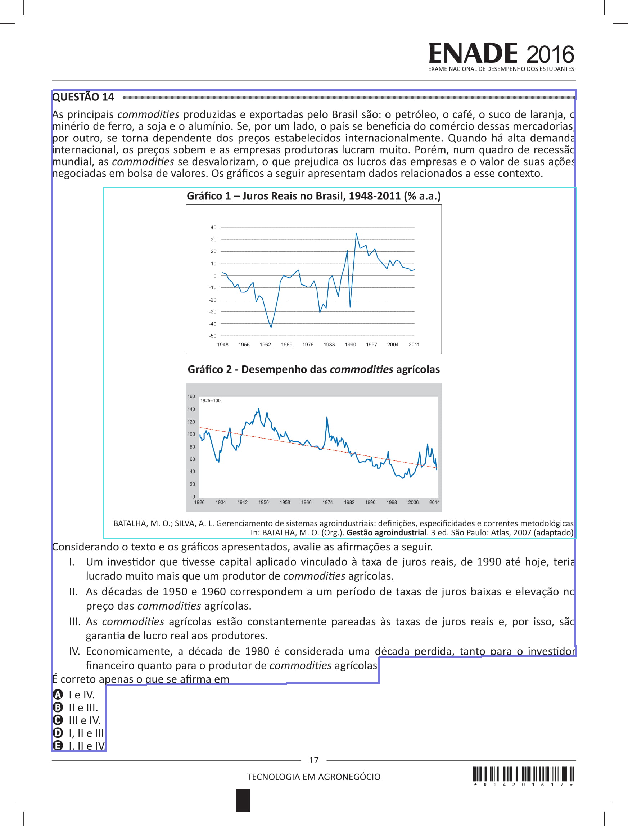 ENADE 2016
EXAME NACIONAL DE DESEMPENHO DOS ESTUDANTES
QUESTÃO 14
As principais commodities produzidas e exportadas pelo Brasil são: o petróleo, o café, o suco de laranja, o
minério de ferro, a soja e o alumínio. Se, por um lado, o país se beneficia do comércio dessas mercadorias,
por outro, se torna dependente dos preços estabelecidos internacionalmente. Quando há alta demanda
internacional, os preços sobem e as empresas produtoras lucram muito. Porém, num quadro de recessão
mundial, as commodities se desvalorizam, o que prejudica os lucros das empresas e o valor de suas ações
negociadas em bolsa de valores. Os gráficos a seguir apresentam dados relacionados a esse contexto.
Gráfico 1 – Juros Reais no Brasil, 1948-2011 (% a.a.)
Gráfico 2 - Desempenho das commodities agrícolas
BATALHA, M. O.; SILVA, A. L. Gerenciamento de sistemas agroindustriais: definições, especificidades e correntes metodológicas.
In: BATALHA, M. O. (Org.). Gestão agroindustrial. 3 ed. São Paulo: Atlas, 2007 (adaptado).
Considerando o texto e os gráficos apresentados, avalie as afirmações a seguir.
I. Um investidor que tivesse capital aplicado vinculado à taxa de juros reais, de 1990 até hoje, teria
lucrado muito mais que um produtor de commodities agrícolas.
II. As décadas de 1950 e 1960 correspondem a um período de taxas de juros baixas e elevação no
preço das commodities agrícolas.
III. As commodities agrícolas estão constantemente pareadas às taxas de juros reais e, por isso, são
garantia de lucro real aos produtores.
IV. Economicamente, a década de 1980 é considerada uma década perdida, tanto para o investidor
financeiro quanto para o produtor de commodities agrícolas.
É correto apenas o que se afirma em
A I e IV.
B II e III.
C III e IV.
D I, II e III.
E I, II e IV.
17
TECNOLOGIA EM AGRONEGÓCIO